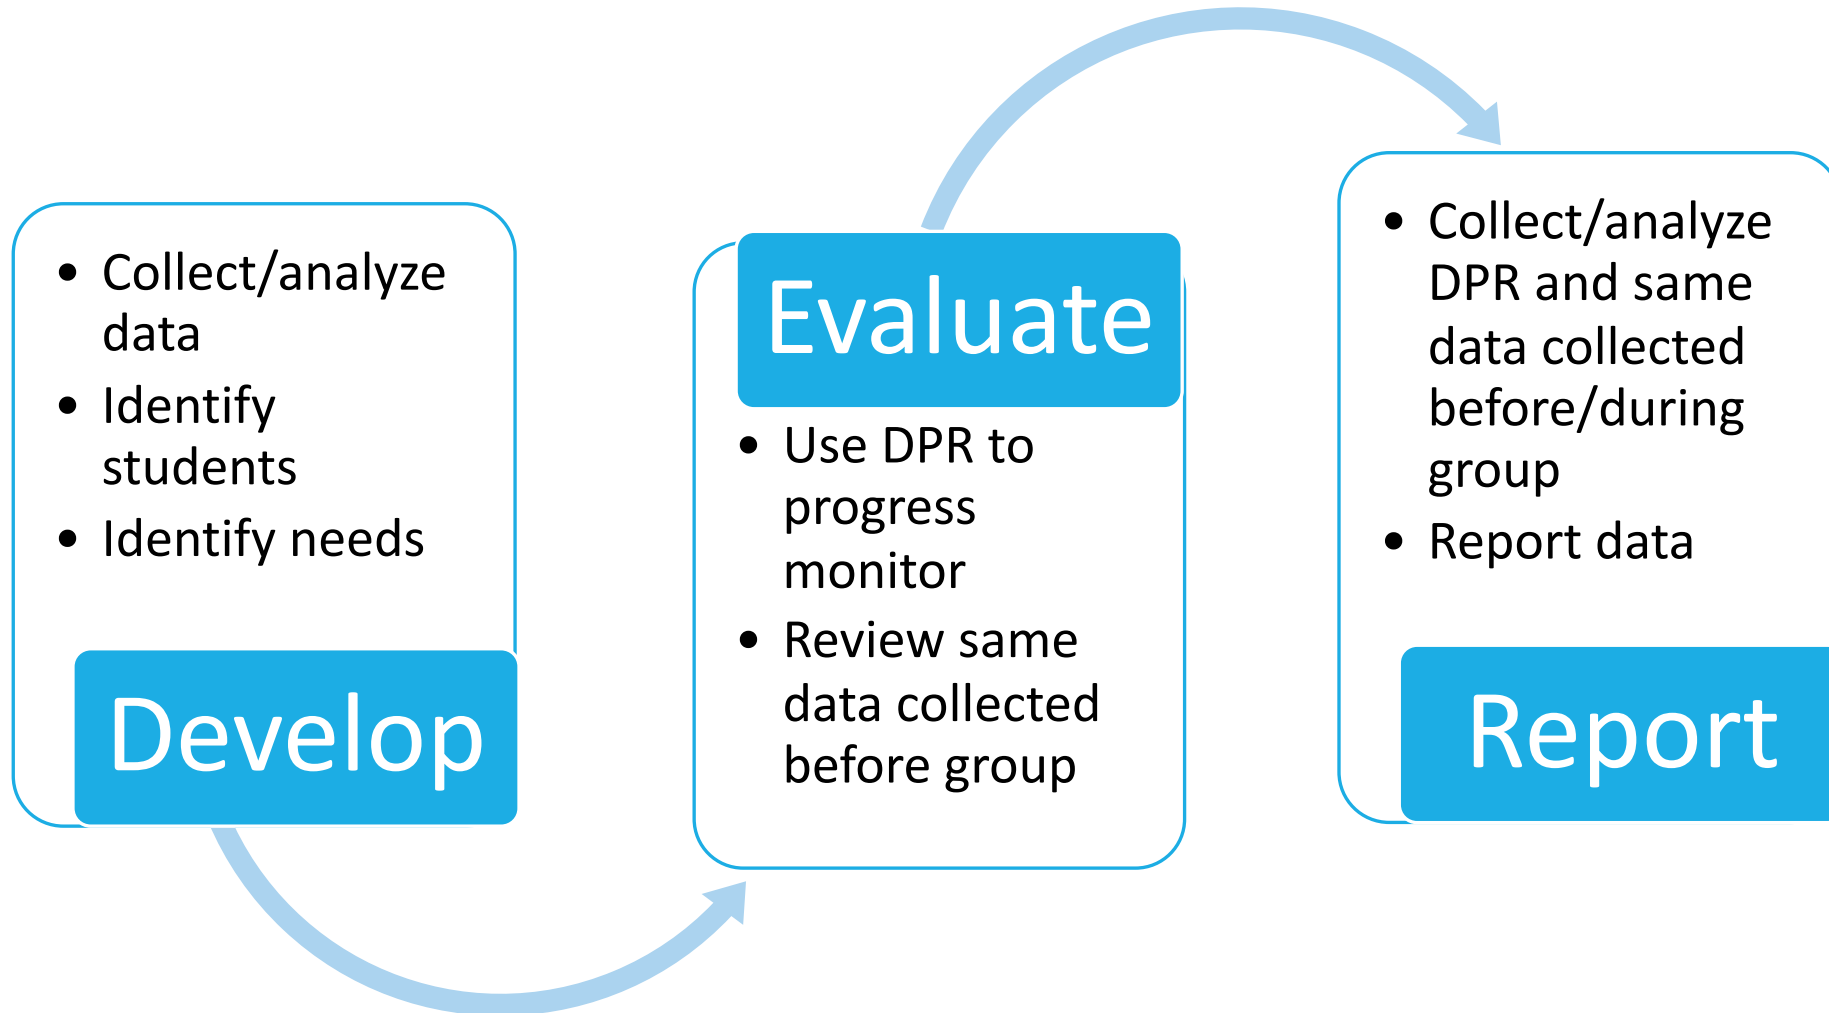 • Collect/analyze
data
• Identify
students
• Identify needs
Develop
Evaluate
• Use DPR to
progress
monitor
• Review same
data collected
before group
• Collect/analyze
DPR and same
data collected
before/during
group
• Report data
Report